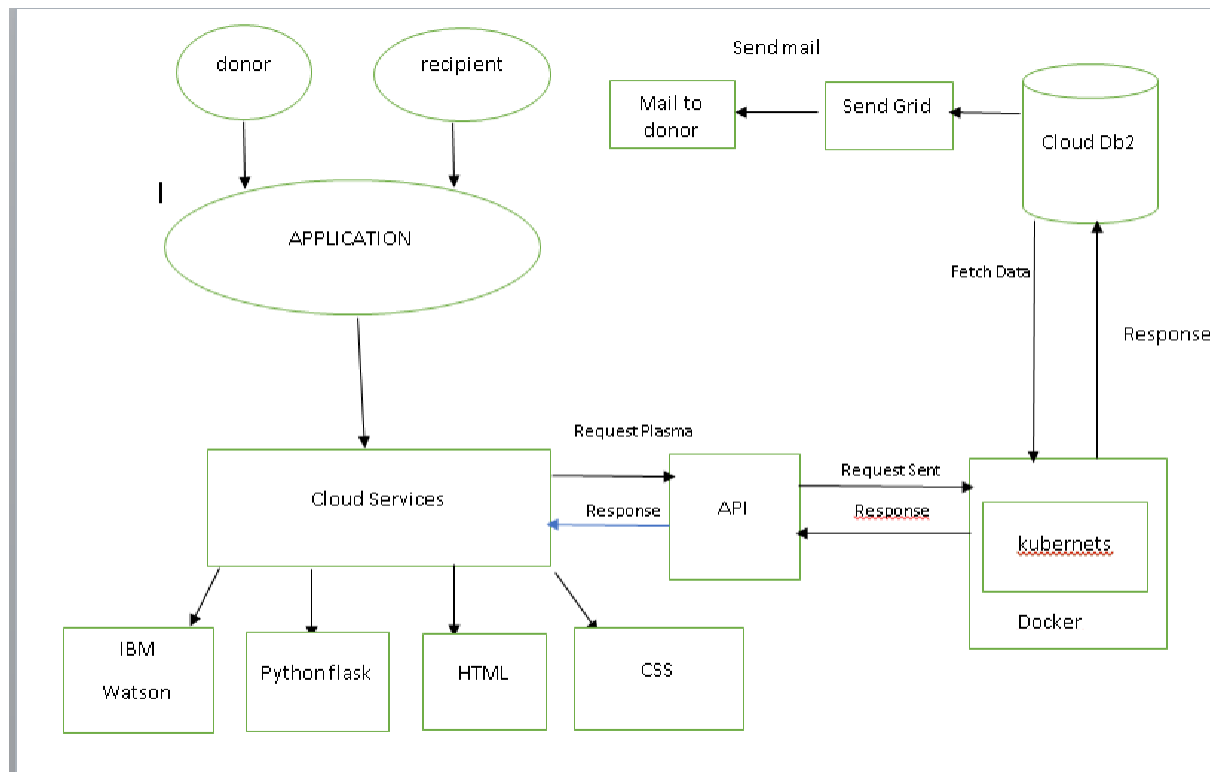 donor
recipient
Send mail
Mail to
donor
Send Grid
Cloud Db2
APPLICATION
Fetch Data
Response
Request Plasma
Cloud Services
Response
API
Request Sent
Response
kubernets
Docker
IBM
Watson
Python flask
HTML
CSS